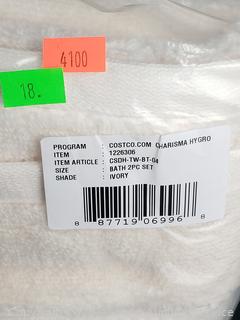 4100
18.
PROGRAM : COSTCO.COM CHARISMA HYGRO
ITEM : 1226306
ITEM ARTICLE : CSDH-TW-BT-04
SIZE : BATH 2PC SET
SHADE : IVORY
8 87719 06996 8